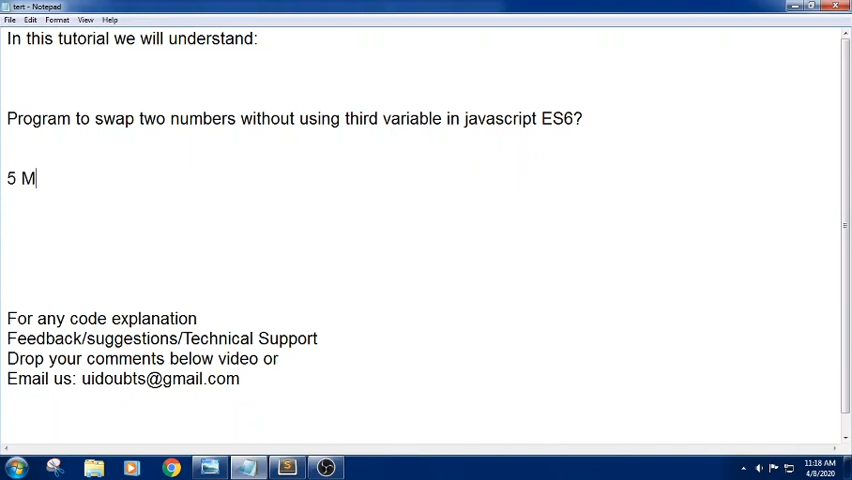 tert - Notepad
File Edit Format View Help
In this tutorial we will understand:
Program to swap two numbers without using third variable in javascript ES6?
5 M
For any code explanation
Feedback/suggestions/Technical Support
Drop your comments below video or
Email us: uidoubts@gmail.com
11:18 AM
4/8/2020